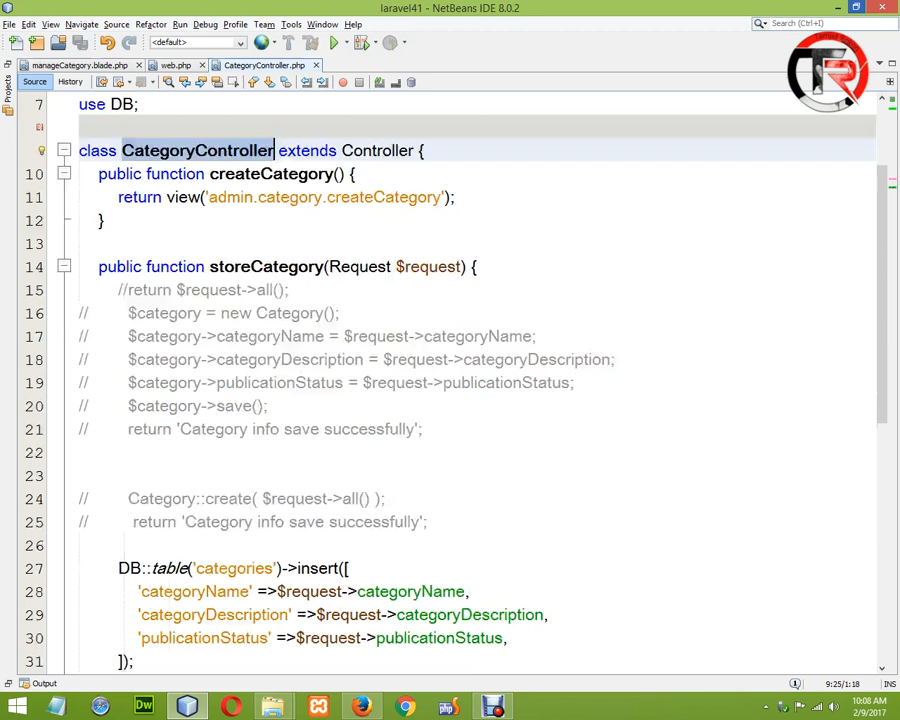 laravel41 - NetBeans IDE 8.0.2
File Edit View Navigate Source Refactor Run Debug Profile Team Tools Window Help
Search (Ctrl+I)
<default>
manageCategory.blade.php web.php CategoryController.php
Source History
Projects
7 use DB;
class CategoryController extends Controller {
10 public function createCategory() {
11 return view('admin.category.createCategory');
12 }
13
14 public function storeCategory(Request $request) {
15 //return $request->all();
16 // $category = new Category();
17 // $category->categoryName = $request->categoryName;
18 // $category->categoryDescription = $request->categoryDescription;
19 // $category->publicationStatus = $request->publicationStatus;
20 // $category->save();
21 // return 'Category info save successfully';
22
23
24 // Category::create( $request->all() );
25 // return 'Category info save successfully';
26
27 DB::table('categories')->insert([
28 'categoryName' =>$request->categoryName,
29 'categoryDescription' =>$request->categoryDescription,
30 'publicationStatus' =>$request->publicationStatus,
31 ]);
Output
9:25/1:18 INS
Dw
php
10:08 AM
2/9/2017